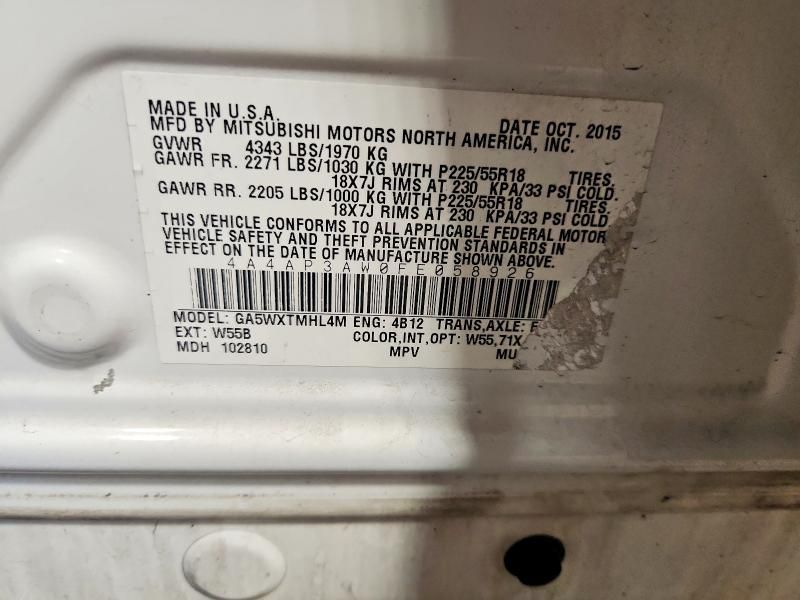 MADE IN U.S.A. DATE OCT. 2015
MFD BY MITSUBISHI MOTORS NORTH AMERICA, INC.
GVWR 4343 LBS/1970 KG
GAWR FR. 2271 LBS/1030 KG WITH P225/55R18 TIRES,
18X7J RIMS AT 230 KPA/33 PSI COLD.
GAWR RR. 2205 LBS/1000 KG WITH P225/55R18 TIRES,
18X7J RIMS AT 230 KPA/33 PSI COLD
THIS VEHICLE CONFORMS TO ALL APPLICABLE FEDERAL MOTOR
VEHICLE SAFETY AND THEFT PREVENTION STANDARDS IN
EFFECT ON THE DATE OF MANUFACTURE SHOWN ABOVE.
4A4AP3AW0FE058926
MODEL: GA5WXTMHL4M ENG: 4B12 TRANS,AXLE: F
EXT: W55B COLOR,INT,OPT: W55,71X
MDH 102810 MPV MU